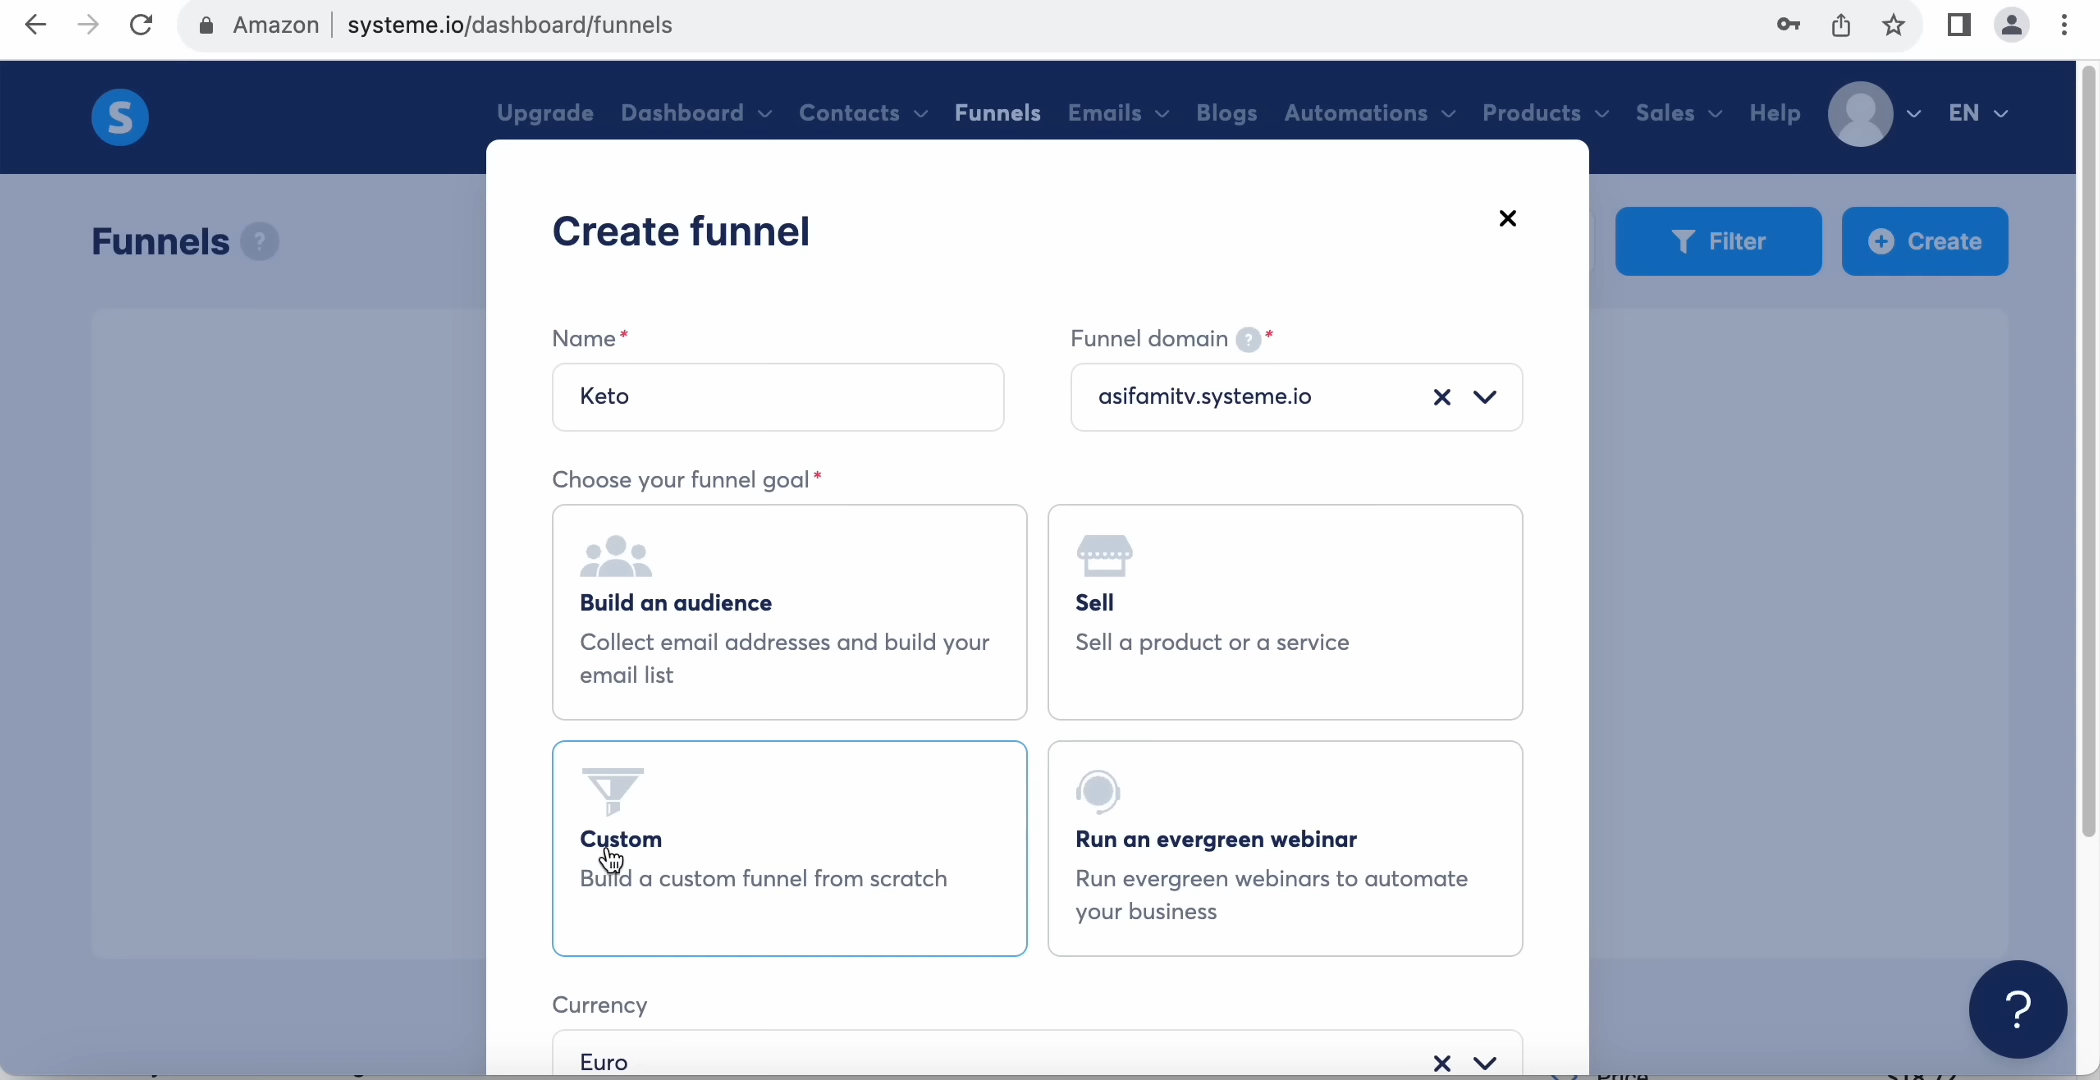 Amazon systeme.io/dashboard/funnels
S Upgrade Dashboard Contacts Funnels Emails Blogs Automations Products Sales Help EN
Funnels ?
Create funnel
Filter Create
Name*
Funnel domain ? *
Keto
asifamitv.systeme.io
Choose your funnel goal*
Build an audience
Collect email addresses and build your
email list
Sell
Sell a product or a service
Custom
Build a custom funnel from scratch
Run an evergreen webinar
Run evergreen webinars to automate
your business
Currency
Euro
?